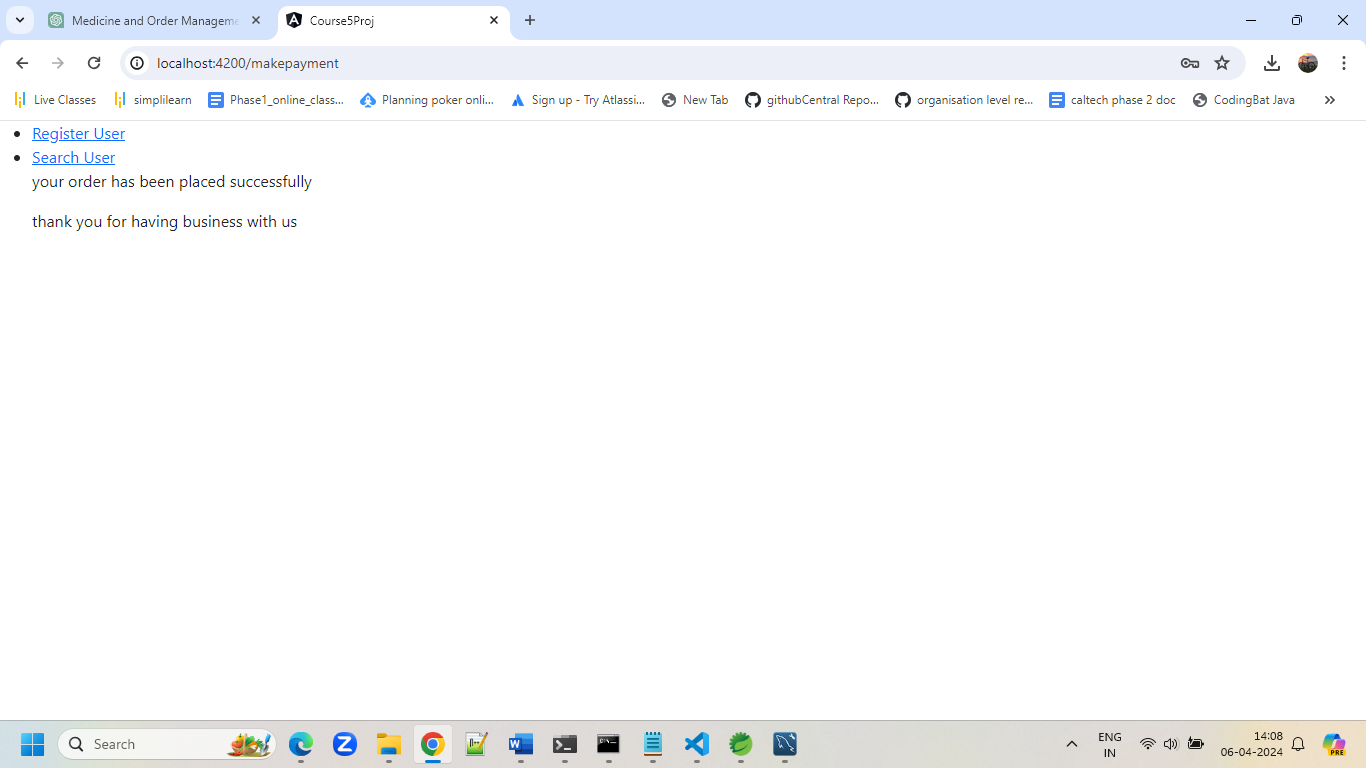 Medicine and Order Manageme
Course5Proj
localhost:4200/makepayment
Live Classes simplilearn Phase1_online_class... Planning poker onli... Sign up - Try Atlassi... New Tab githubCentral Repo... organisation level re... caltech phase 2 doc CodingBat Java
Register User
Search User
your order has been placed successfully
thank you for having business with us
Search
ENG
IN
14:08
06-04-2024
PRE